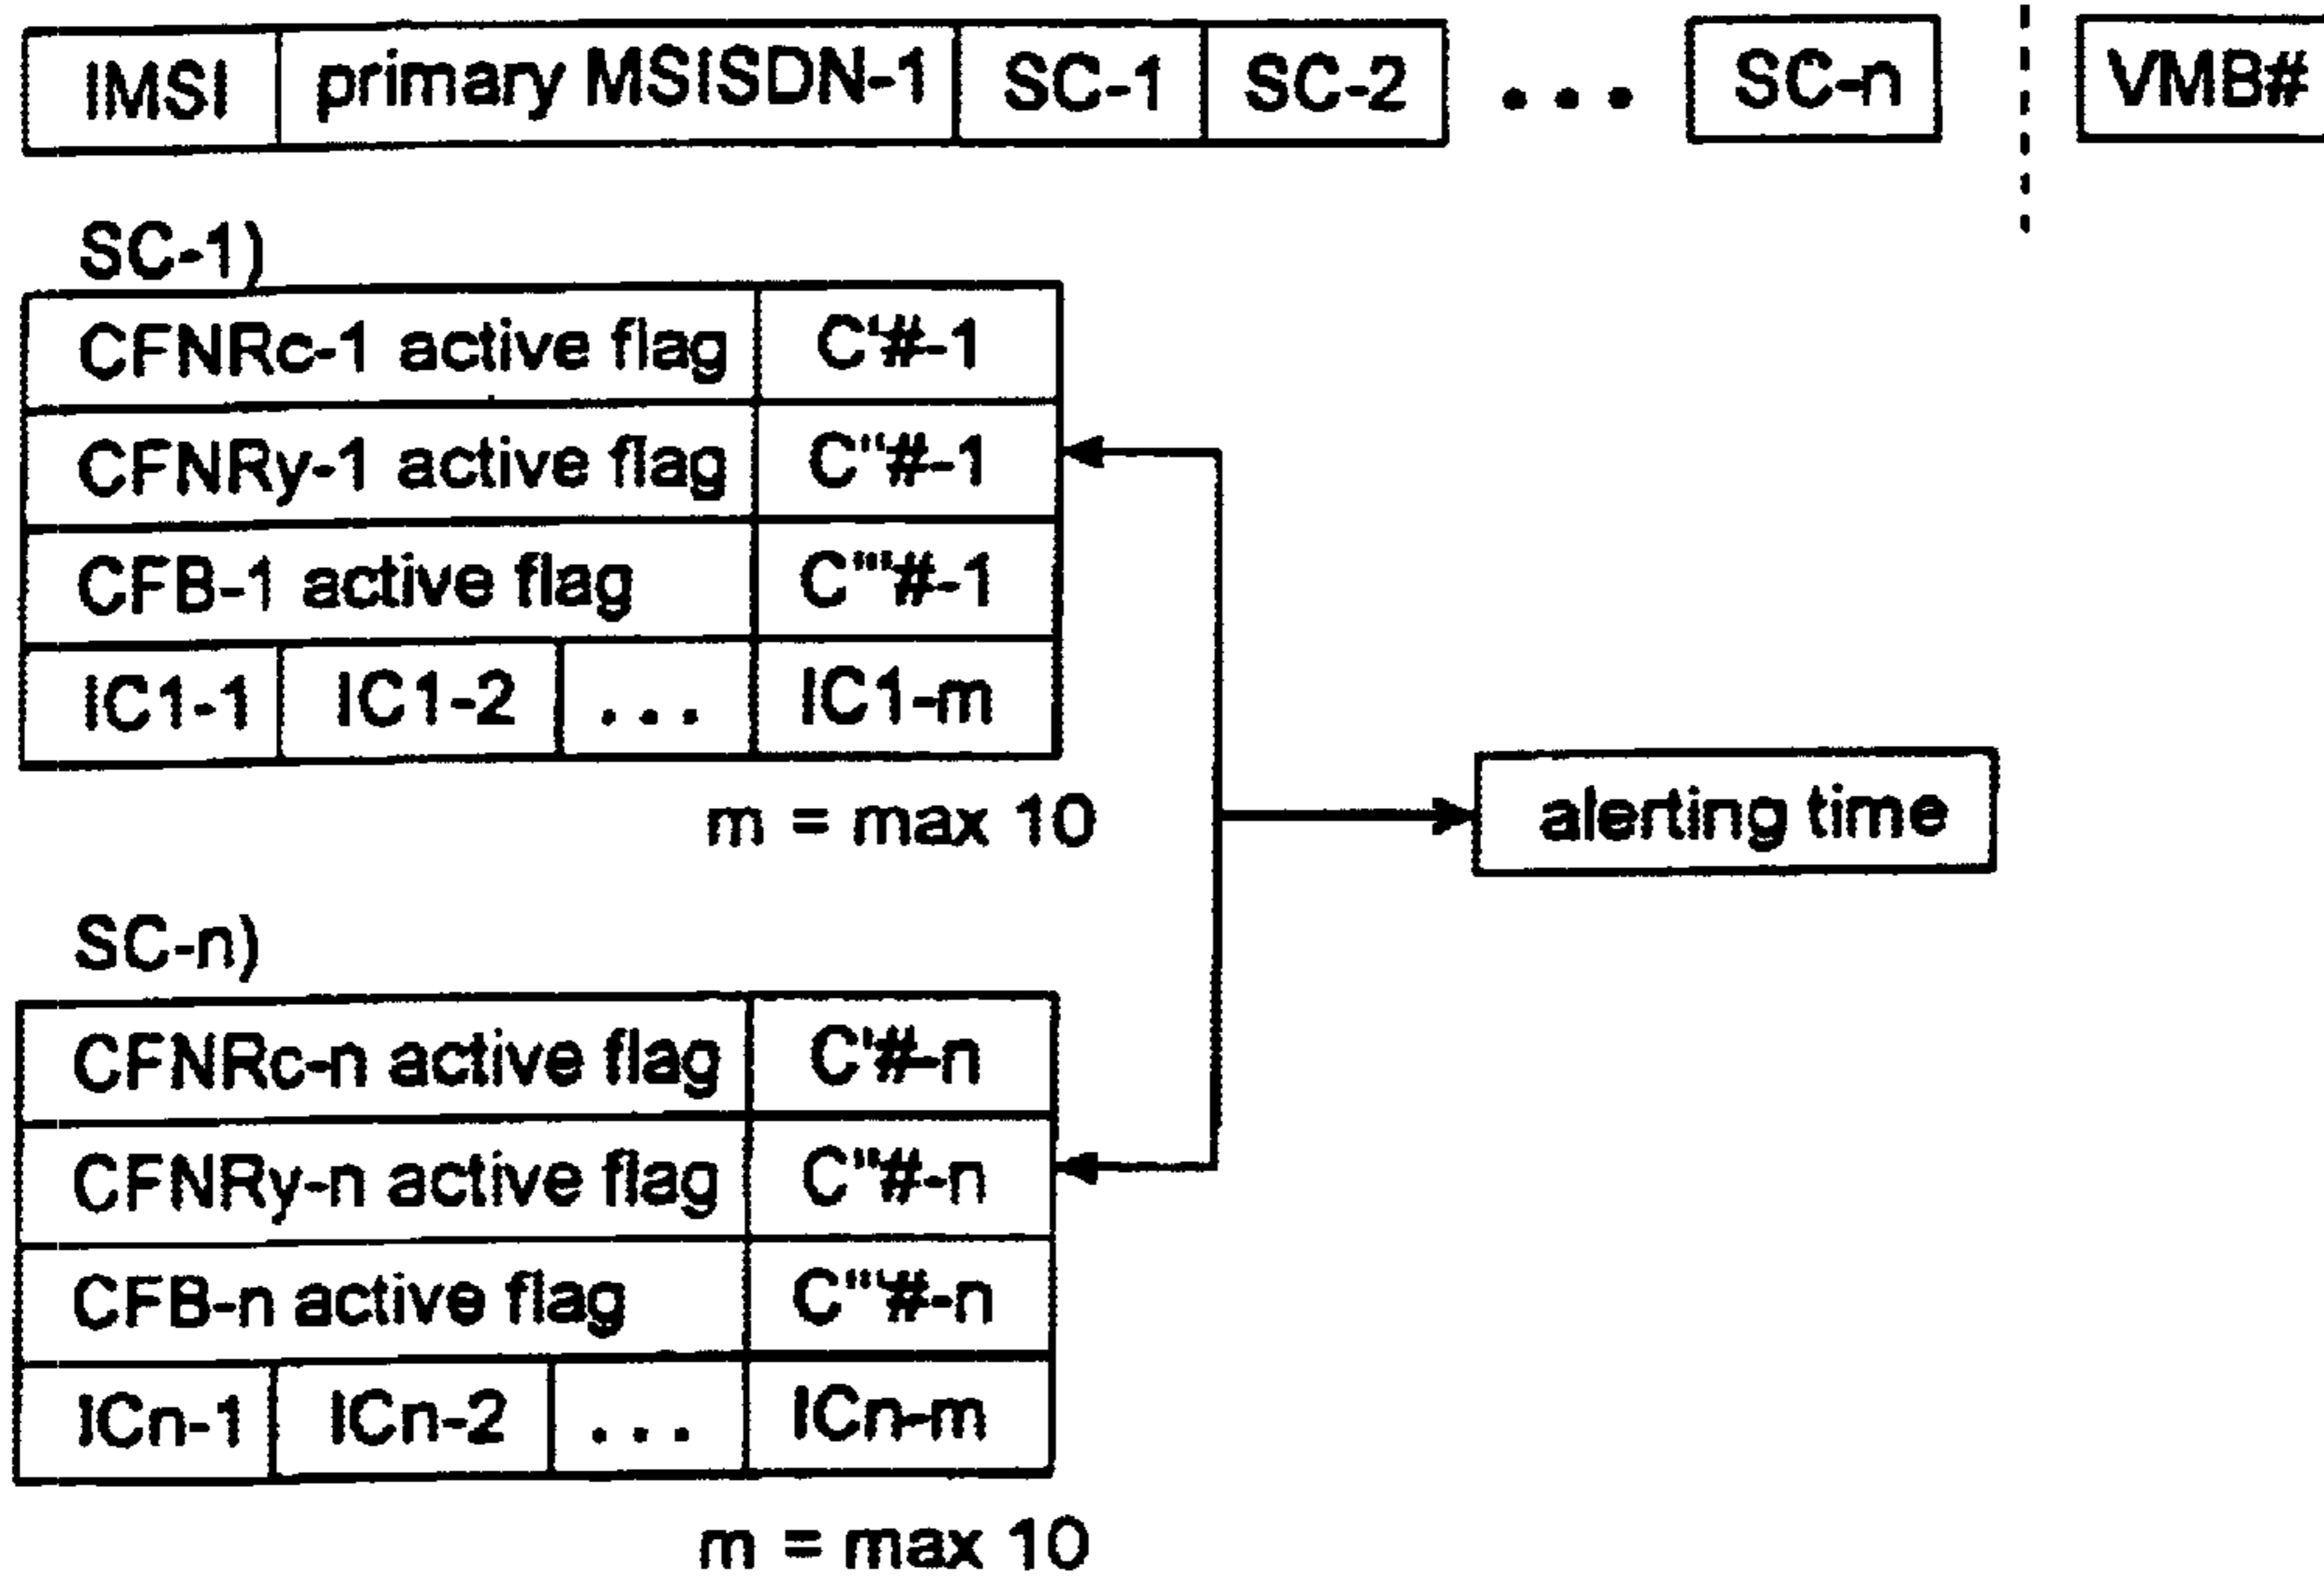 IMSI primary MSISDN-1 SC-1 SC-2 ... SC-n VMB#
SC-1)
CFNRc-1 active flag C'#-1
CFNRy-1 active flag C"#-1
CFB-1 active flag C"'#-1
IC1-1 IC1-2 ... IC1-m
m = max 10
alerting time
SC-n)
CFNRc-n active flag C'#-n
CFNRy-n active flag C"#-n
CFB-n active flag C"'#-n
ICn-1 ICn-2 ... ICn-m
m = max 10